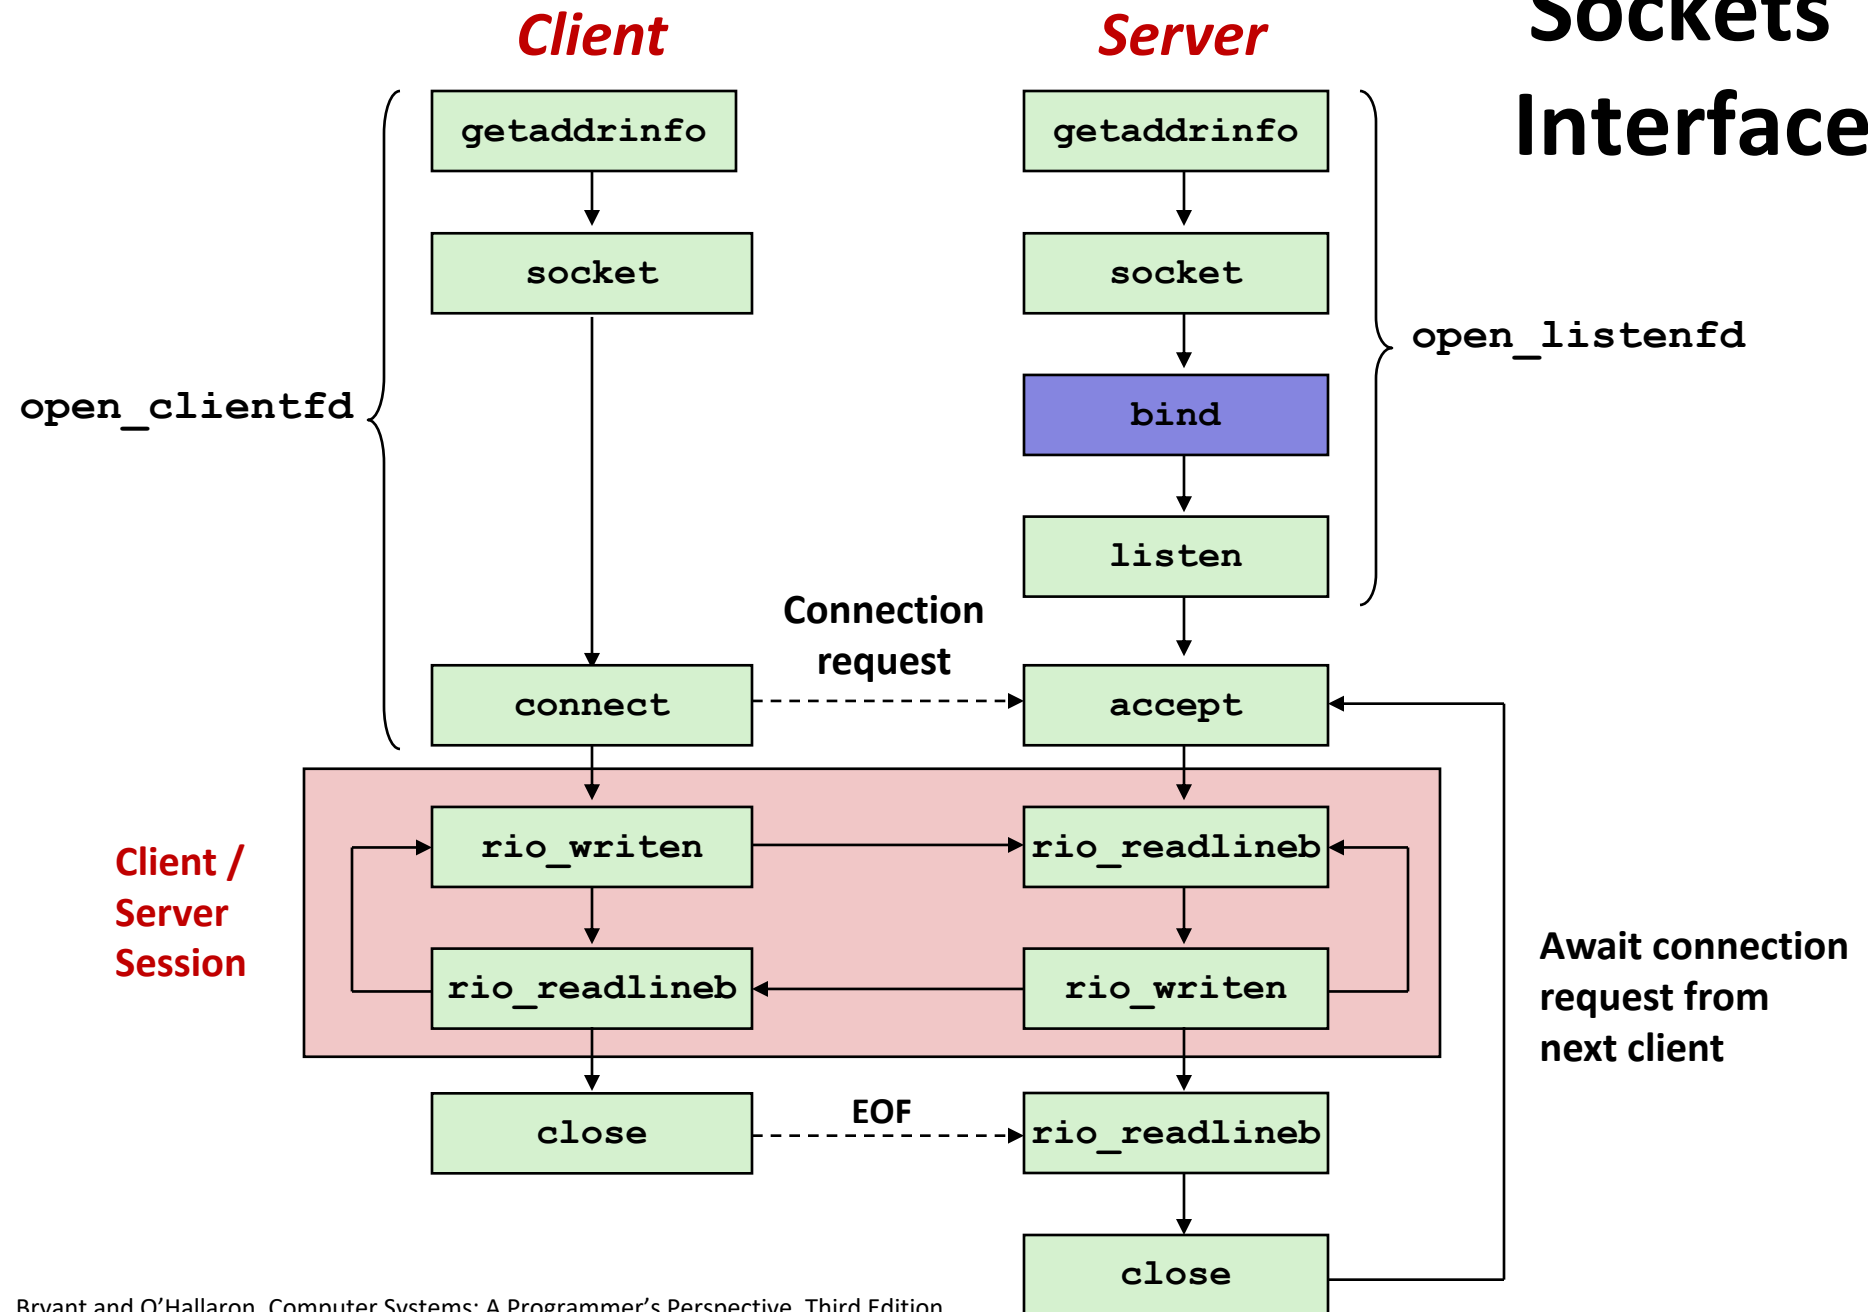 Sockets
Interface
Client
Server
getaddrinfo
getaddrinfo
socket
socket
open_listenfd
open_clientfd
bind
listen
Connection
request
connect
accept
Client /
Server
Session
rio_writen
rio_readlineb
rio_readlineb
rio_writen
Await connection
request from
next client
close
EOF
rio_readlineb
close
Bryant and O'Hallaron, Computer Systems: A Programmer's Perspective, Third Edition